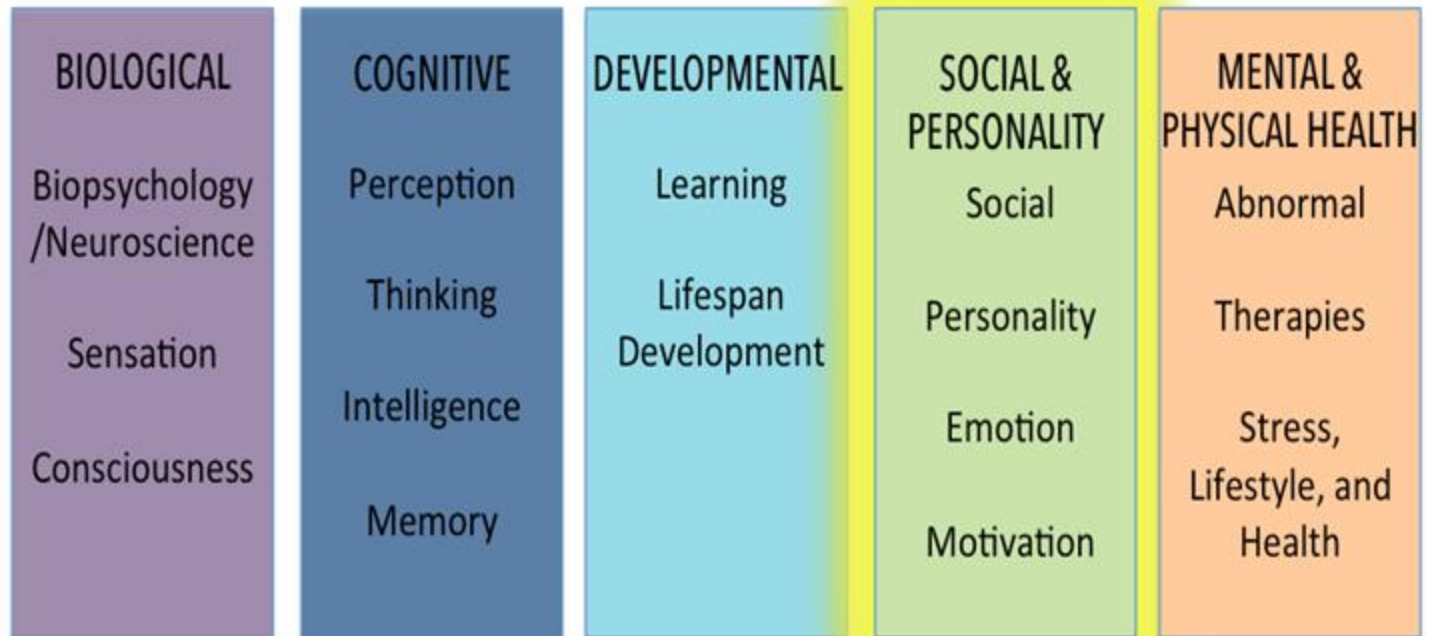 BIOLOGICAL
Biopsychology
/Neuroscience
Sensation
Consciousness
COGNITIVE
Perception
Thinking
Intelligence
Memory
DEVELOPMENTAL
Learning
Lifespan
Development
SOCIAL &
PERSONALITY
Social
Personality
Emotion
Motivation
MENTAL &
PHYSICAL HEALTH
Abnormal
Therapies
Stress,
Lifestyle, and
Health